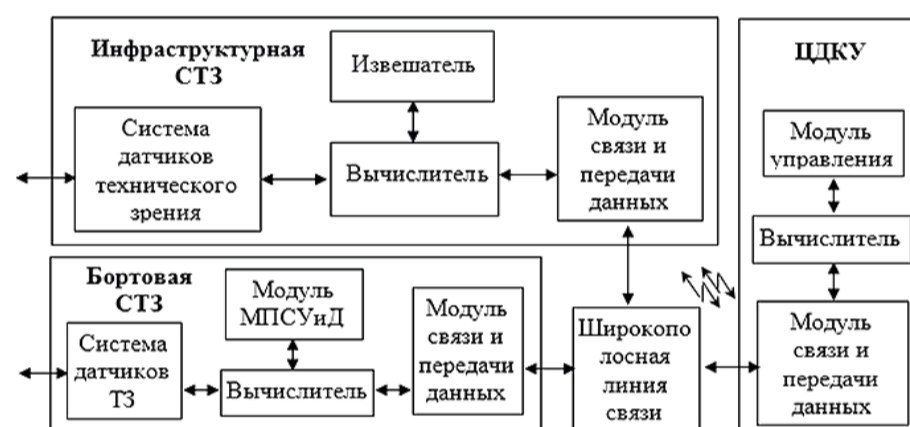 Инфраструктурная
СТЗ
Извешатель
Система
датчиков
технического
зрения
Вычислитель
Модуль
связи и
передачи
данных
ЦДКУ
Модуль
управления
Вычислитель
Модуль
связи и
передачи
данных
Бортовая
СТЗ
Система
датчиков
ТЗ
Модуль
МПСУиД
Вычислитель
Модуль
связи и
передачи
данных
Широкопо
лосная
линия
связи